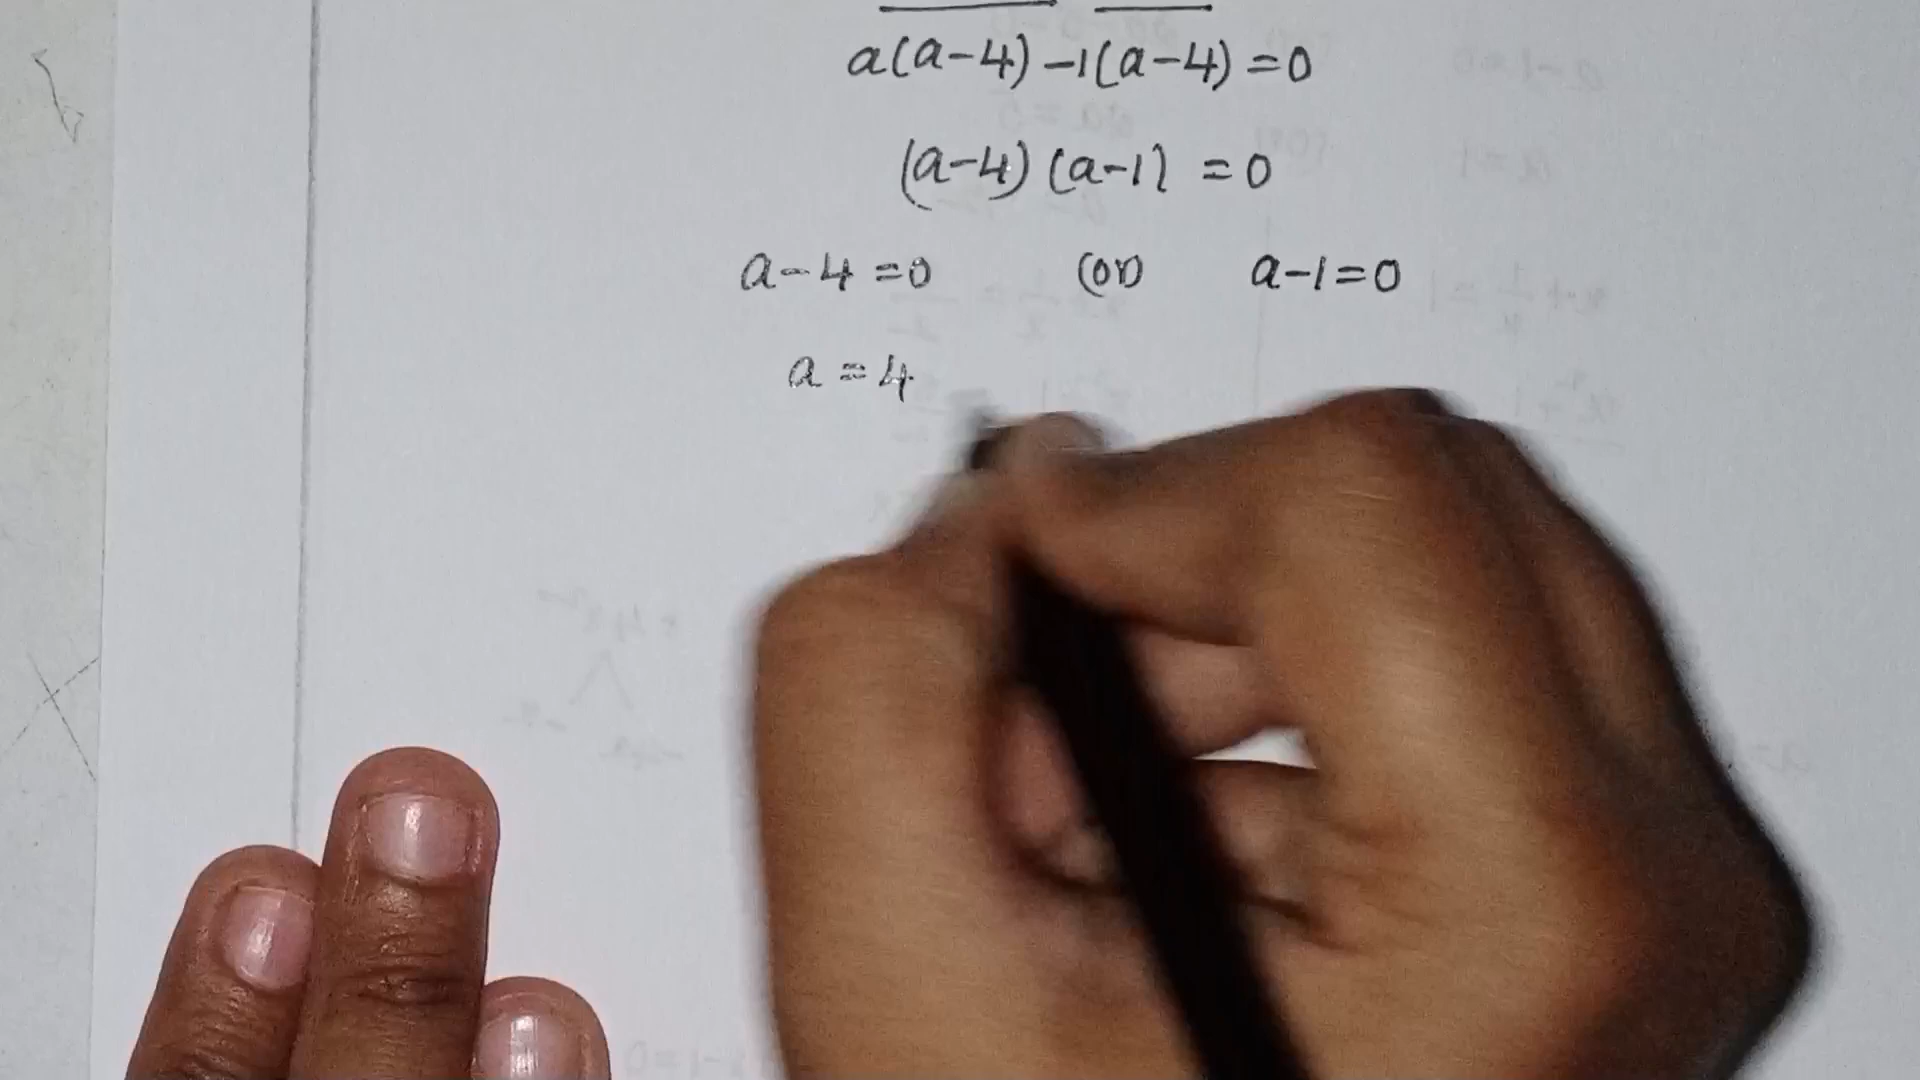 a(a-4) -1(a-4) = 0
(a-4) (a-1) = 0
a-4 = 0 (or) a-1 = 0
a = 4